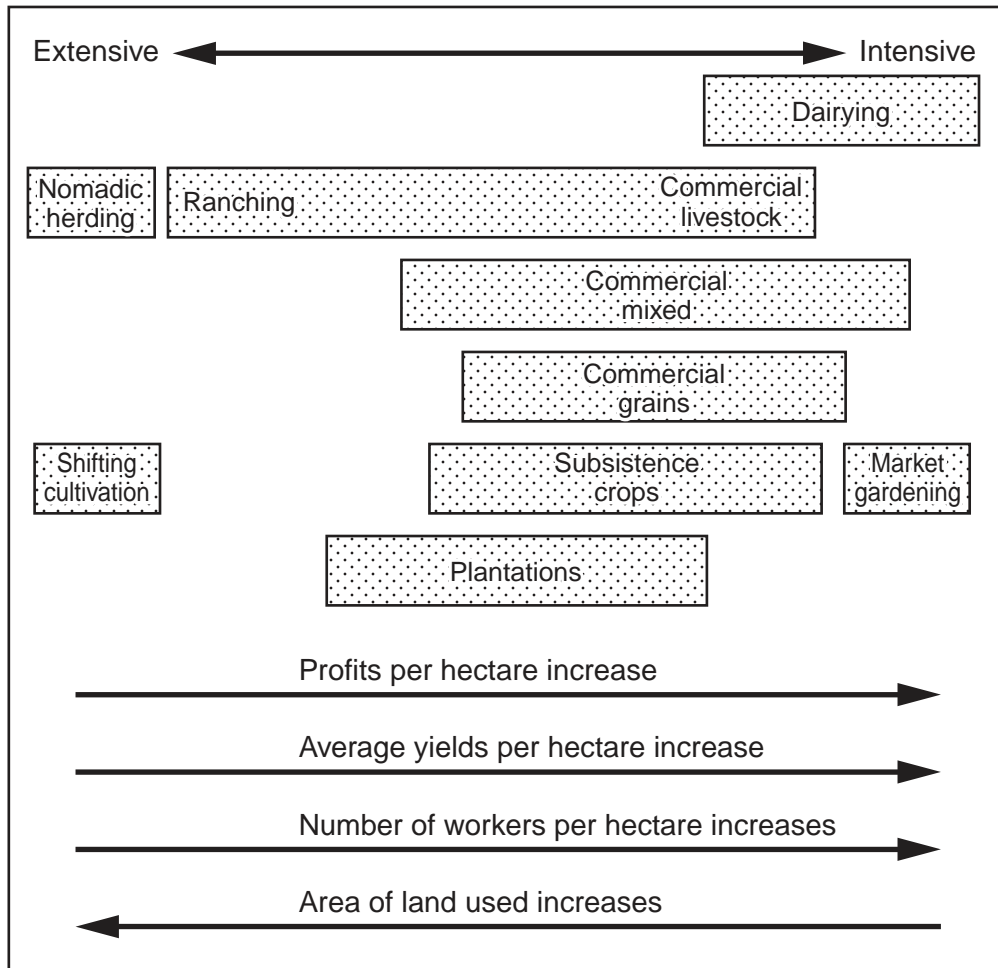 Extensive
Intensive
Dairying
Nomadic
herding
Ranching
Commercial
livestock
Commercial
mixed
Commercial
grains
Shifting
cultivation
Subsistence
crops
Market
gardening
Plantations
Profits per hectare increase
Average yields per hectare increase
Number of workers per hectare increases
Area of land used increases